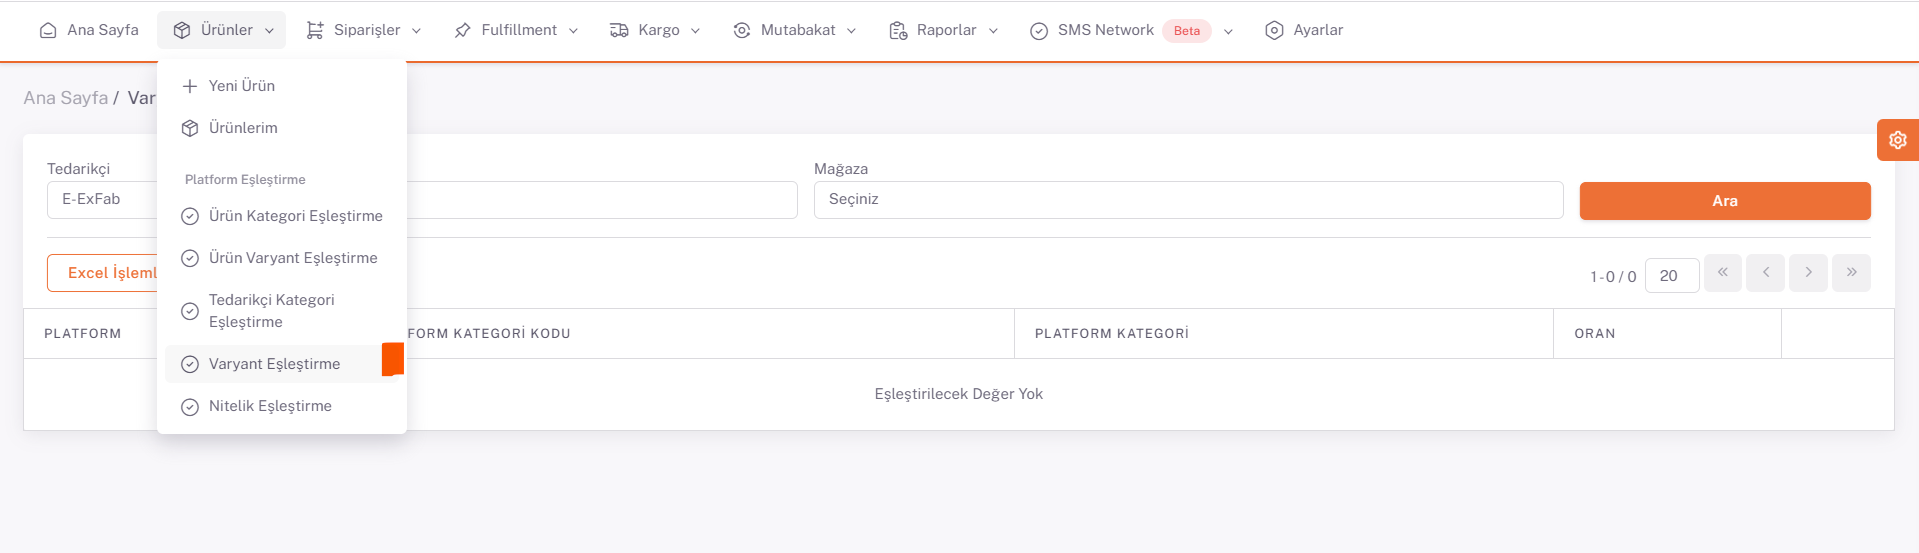 Ana Sayfa Ürünler Siparişler Fulfillment Kargo Mutabakat Raporlar SMS Network Beta Ayarlar
Yeni Ürün
Ana Sayfa / Var
Ürünlerim
Tedarikçi
Mağaza
Platform Eşleştirme
E-ExFab
Seçiniz
Ara
Ürün Kategori Eşleştirme
Ürün Varyant Eşleştirme
Excel İşleml
1 - 0 / 0 20 « < > »
Tedarikçi Kategori
Eşleştirme
PLATFORM
FORM KATEGORİ KODU
PLATFORM KATEGORİ
ORAN
Varyant Eşleştirme
Eşleştirilecek Değer Yok
Nitelik Eşleştirme